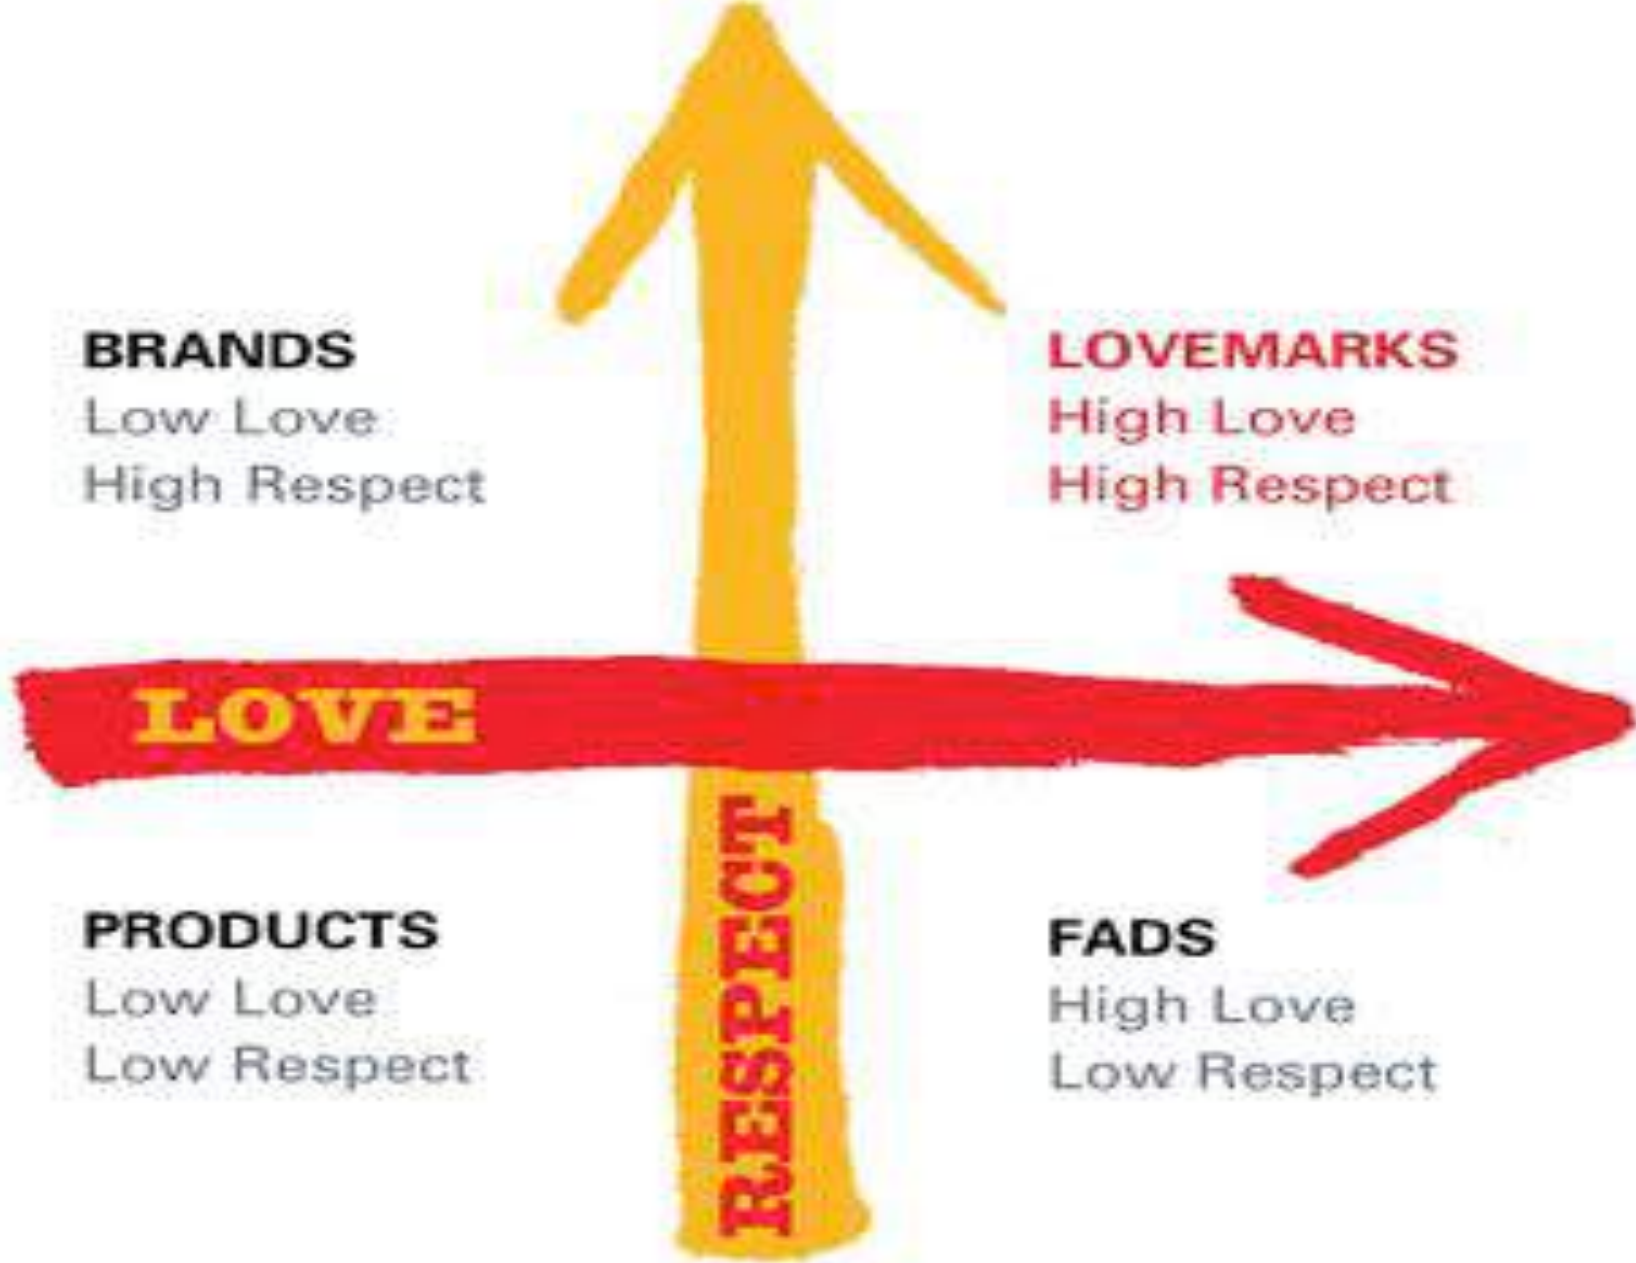 BRANDS
Low Love
High Respect
LOVEMARKS
High Love
High Respect
LOVE
RESPECT
PRODUCTS
Low Love
Low Respect
FADS
High Love
Low Respect